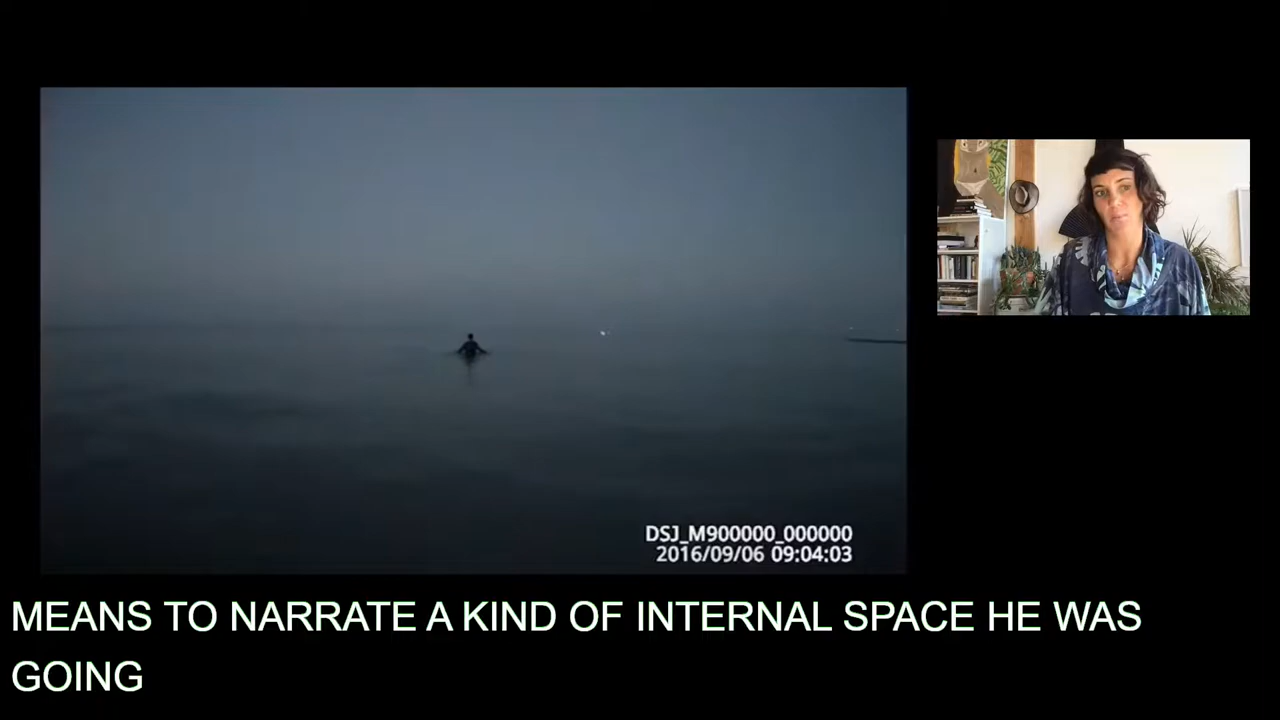 DSJ_M900000_000000
2016/09/06 09:04:03
MEANS TO NARRATE A KIND OF INTERNAL SPACE HE WAS
GOING